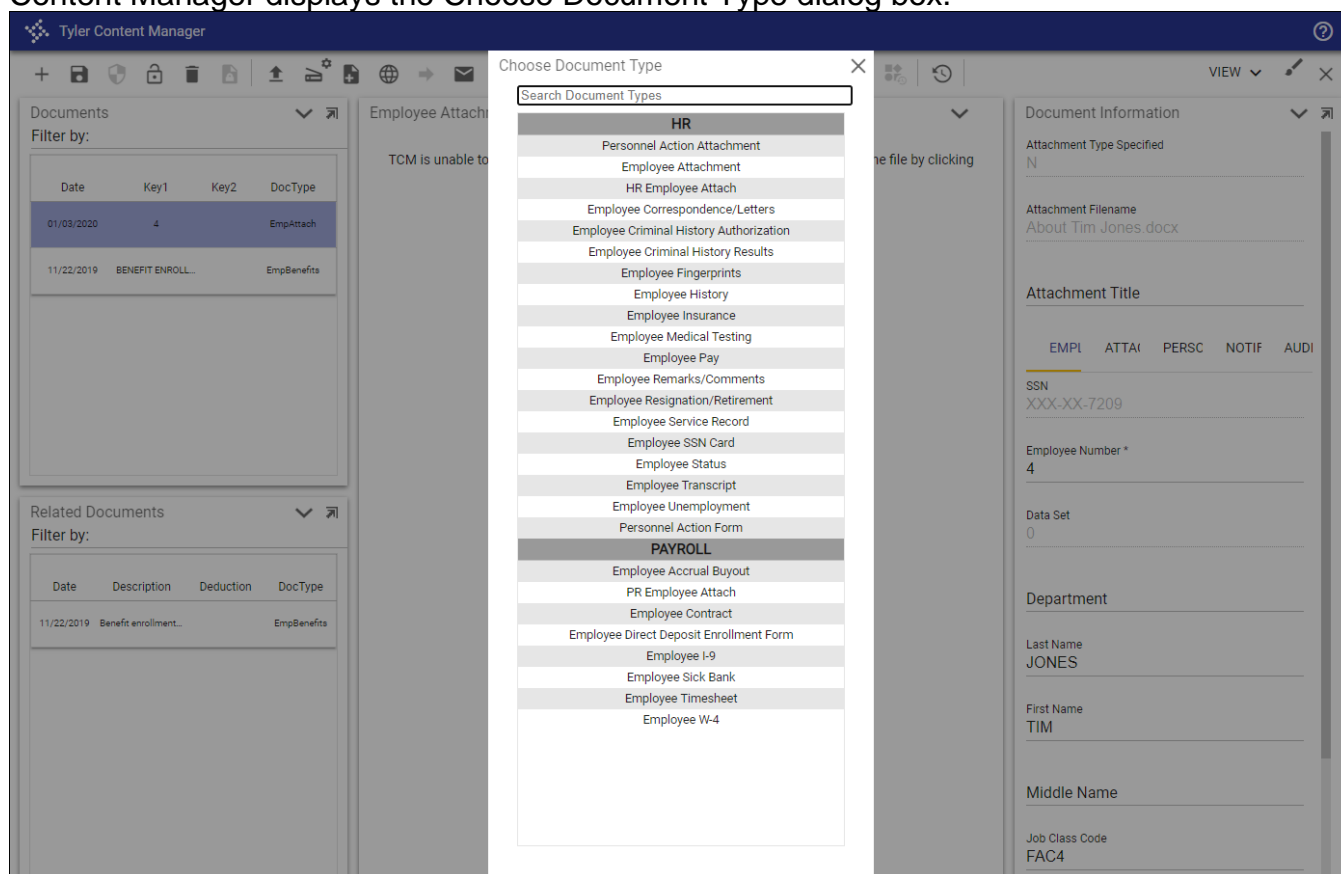 Content Manager displays the Choose Document Type dialog box.
Tyler Content Manager
VIEW
Documents
Filter by:
Date Key1 Key2 DocType
01/03/2020 4 EmpAttach
11/22/2019 BENEFIT ENROLL... EmpBenefits
Related Documents
Filter by:
Date Description Deduction DocType
11/22/2019 Benefit enrollment... EmpBenefits
Employee Attach
TCM is unable to
file by clicking
Choose Document Type
Search Document Types
HR
Personnel Action Attachment
Employee Attachment
HR Employee Attach
Employee Correspondence/Letters
Employee Criminal History Authorization
Employee Criminal History Results
Employee Fingerprints
Employee History
Employee Insurance
Employee Medical Testing
Employee Pay
Employee Remarks/Comments
Employee Resignation/Retirement
Employee Service Record
Employee SSN Card
Employee Status
Employee Transcript
Employee Unemployment
Personnel Action Form
PAYROLL
Employee Accrual Buyout
PR Employee Attach
Employee Contract
Employee Direct Deposit Enrollment Form
Employee I-9
Employee Sick Bank
Employee Timesheet
Employee W-4
Document Information
Attachment Type Specified
N
Attachment Filename
About Tim Jones.docx
Attachment Title
EMPL ATTA( PERSC NOTIF AUDI
SSN
XXX-XX-7209
Employee Number *
4
Data Set
0
Department
Last Name
JONES
First Name
TIM
Middle Name
Job Class Code
FAC4